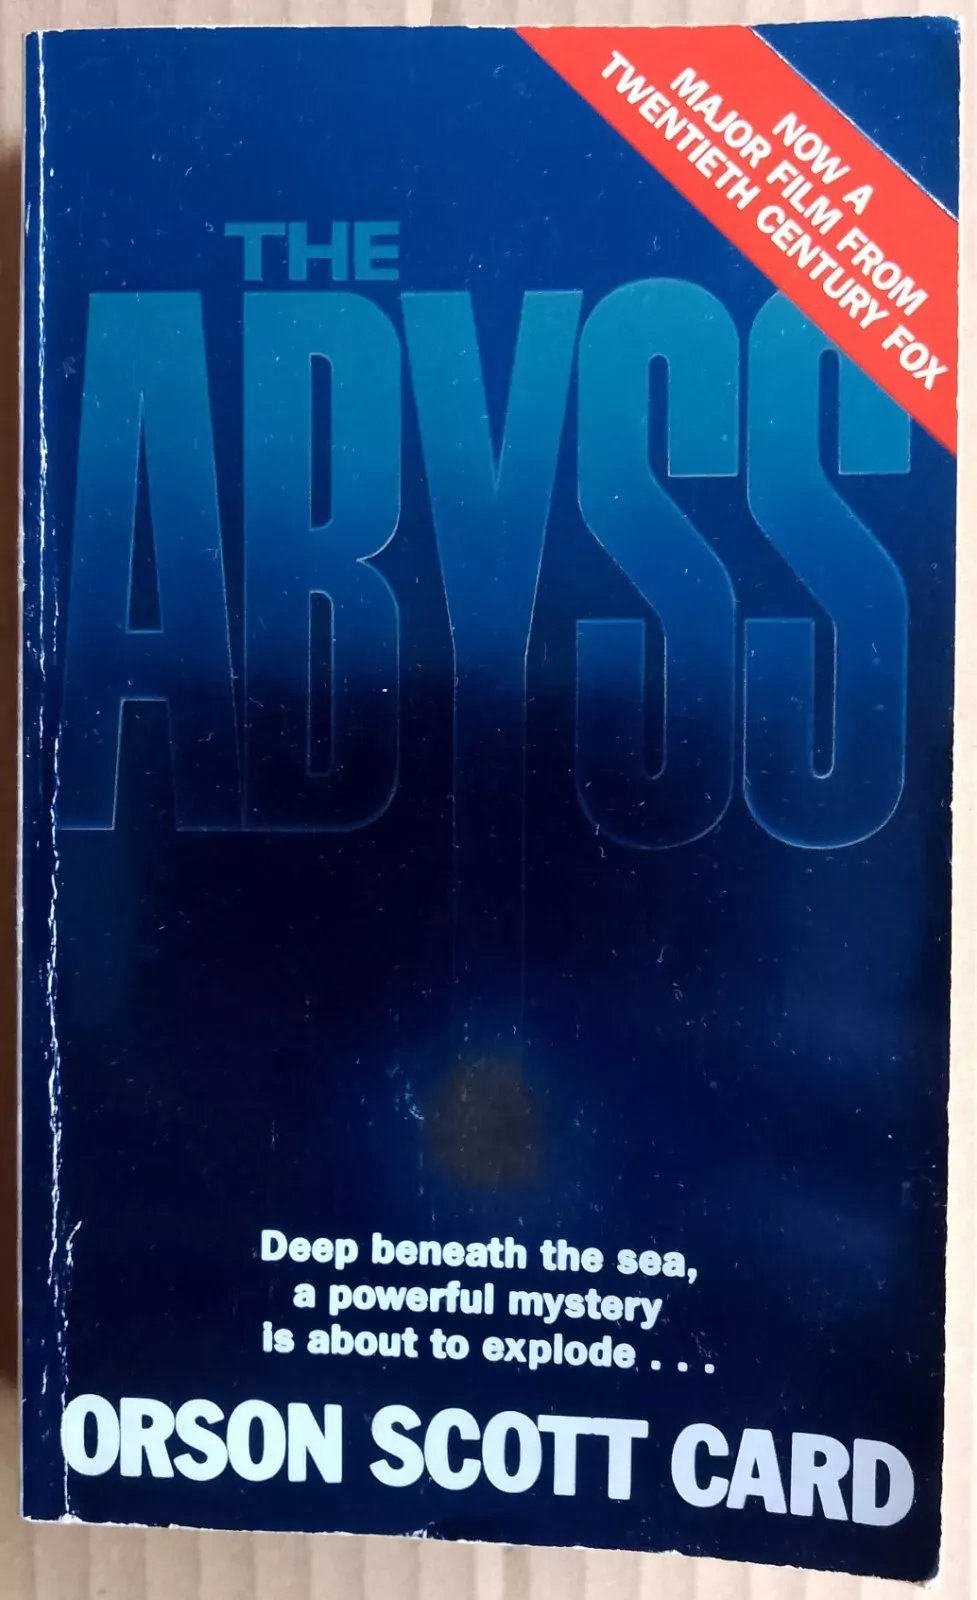 NOW A
MAJOR FILM FROM
TWENTIETH CENTURY FOX
THE
ABYSS
Deep beneath the sea,
a powerful mystery
is about to explode . . .
ORSON SCOTT CARD